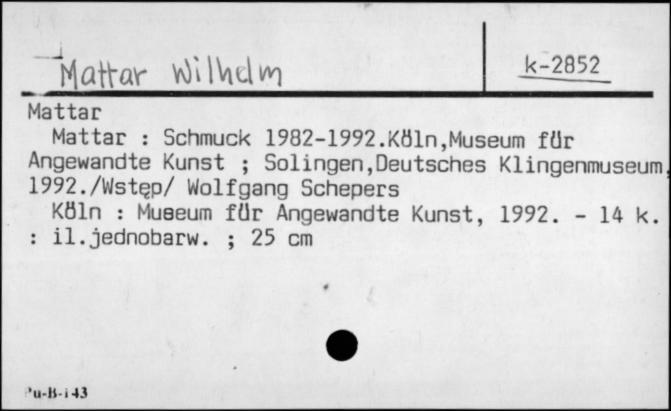 Mattar Wilhelm
k-2852
Mattar
Mattar : Schmuck 1982-1992.Köln,Museum für
Angewandte Kunst ; Solingen,Deutsches Klingenmuseum,
1992./Wstęp/ Wolfgang Schepers
Köln : Museum für Angewandte Kunst, 1992. - 14 k.
: il.jednobarw. ; 25 cm
Pu-B-143